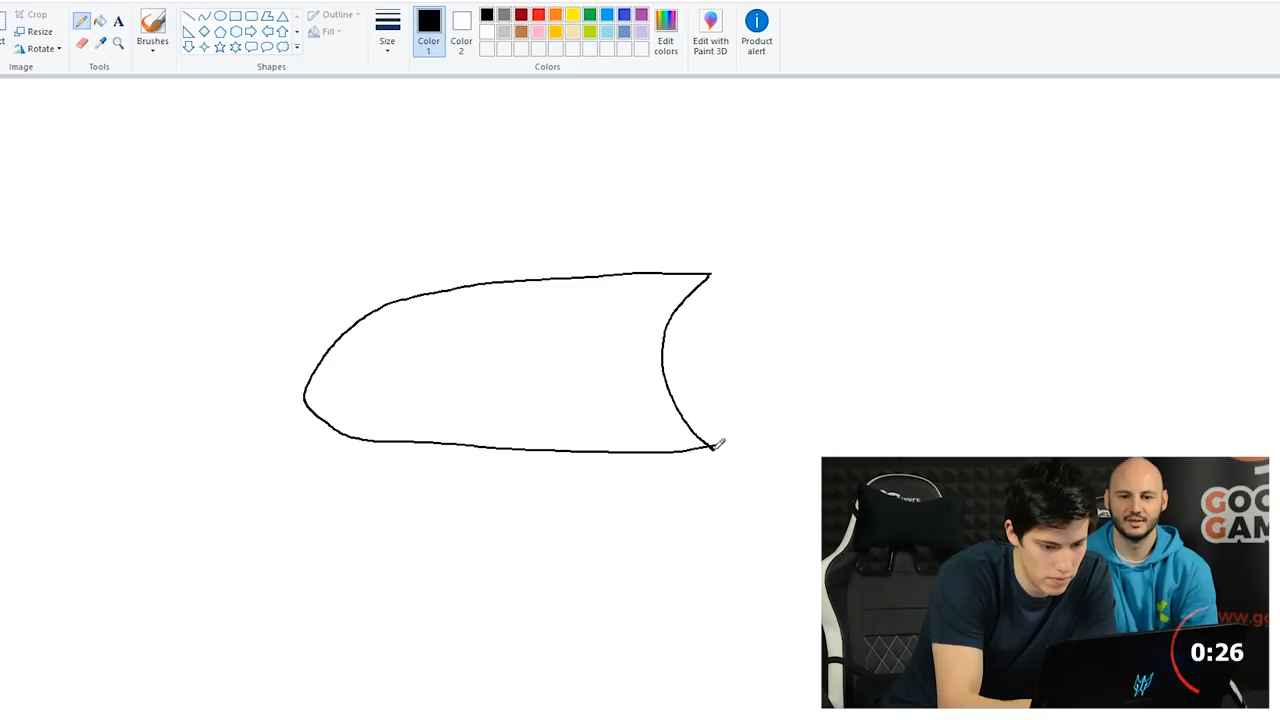 Crop
Resize
Rotate
Image
A
Tools
Brushes
Shapes
Outline
Fill
Size
Color
1
Color
2
Edit
colors
Colors
Edit with
Paint 3D
Product
alert
0:26